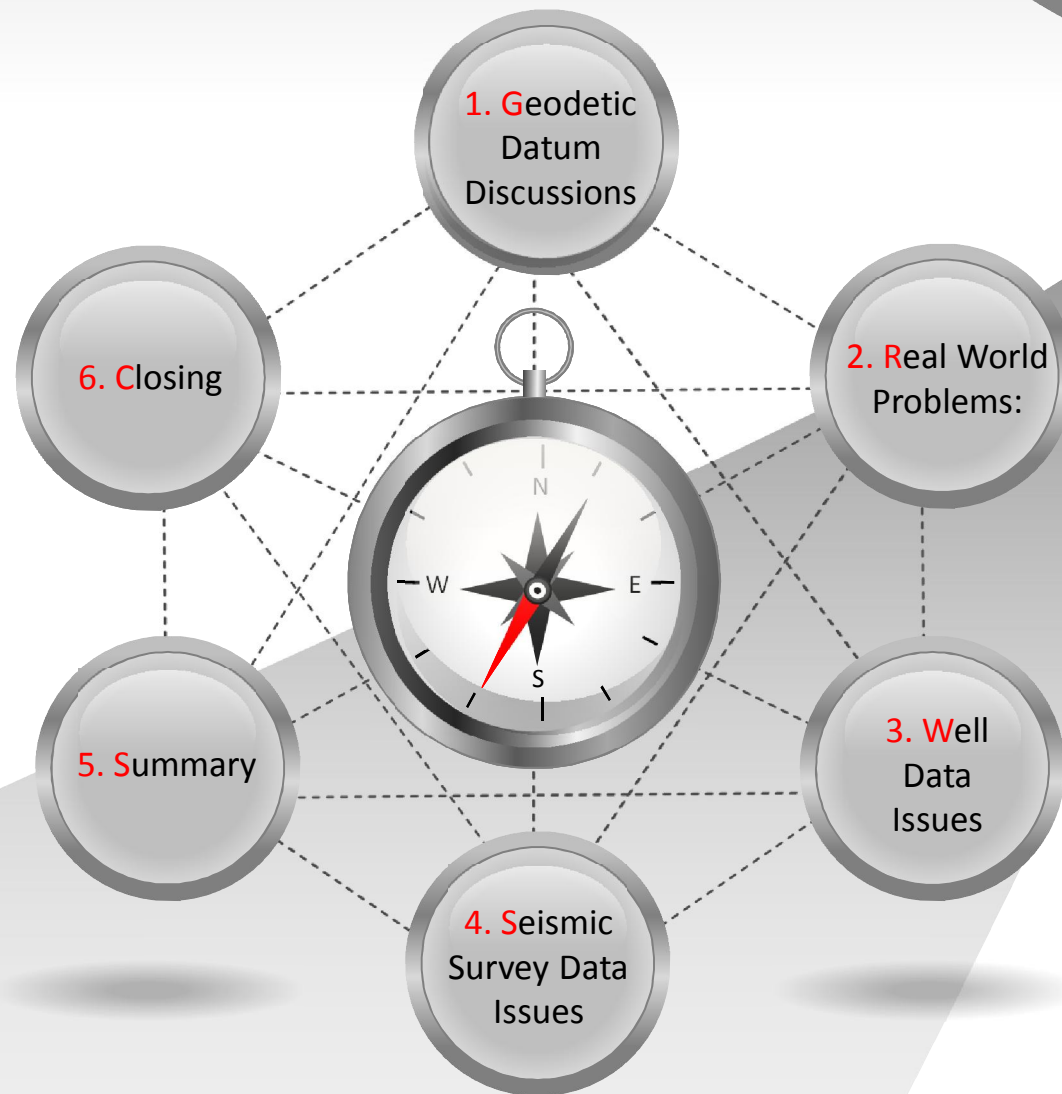 1. Geodetic
Datum
Discussions
2. Real World
Problems:
3. Well
Data
Issues
4. Seismic
Survey Data
Issues
5. Summary
6. Closing
N
W
E
S